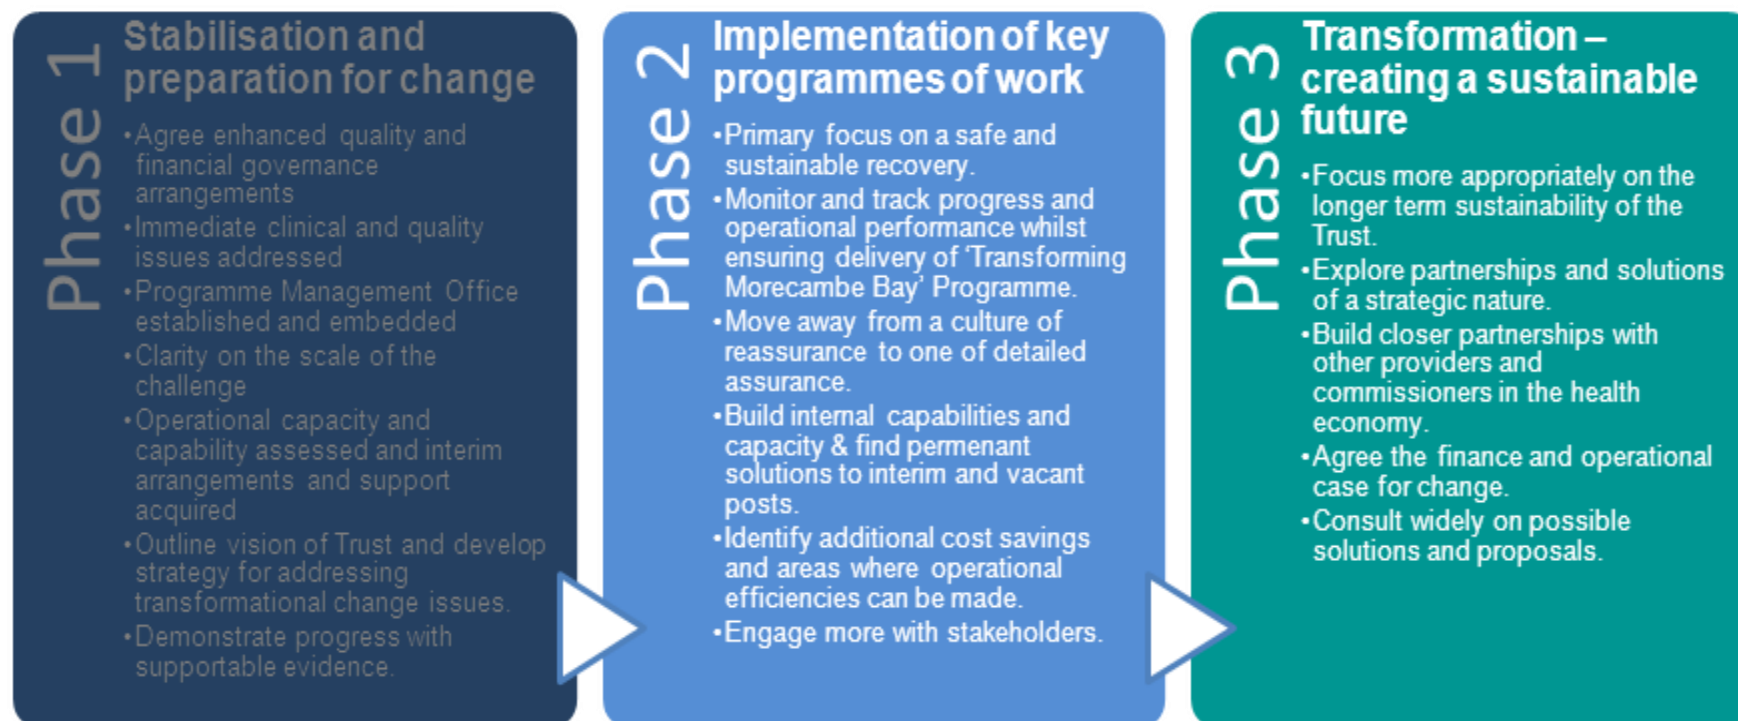 Phase 1
Stabilisation and
preparation for change
•Agree enhanced quality and
financial governance
arrangements
•Immediate clinical and quality
issues addressed
•Programme Management Office
established and embedded
•Clarity on the scale of the
challenge
•Operational capacity and
capability assessed and interim
arrangements and support
acquired
•Outline vision of Trust and develop
strategy for addressing
transformational change issues.
•Demonstrate progress with
supportable evidence.
Phase 2
Implementation of key
programmes of work
•Primary focus on a safe and
sustainable recovery.
•Monitor and track progress and
operational performance whilst
ensuring delivery of ‘Transforming
Morecambe Bay’ Programme.
•Move away from a culture of
reassurance to one of detailed
assurance.
•Build internal capabilities and
capacity & find permenant
solutions to interim and vacant
posts.
•Identify additional cost savings
and areas where operational
efficiencies can be made.
•Engage more with stakeholders.
Phase 3
Transformation –
creating a sustainable
future
•Focus more appropriately on the
longer term sustainability of the
Trust.
•Explore partnerships and solutions
of a strategic nature.
•Build closer partnerships with
other providers and
commissioners in the health
economy.
•Agree the finance and operational
case for change.
•Consult widely on possible
solutions and proposals.